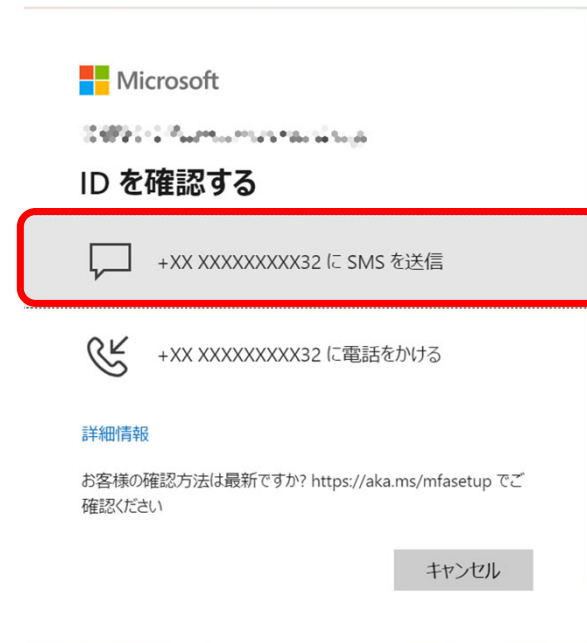 Microsoft
ID を確認する
+XX XXXXXXXXX32 に SMS を送信
+XX XXXXXXXXX32 に電話をかける
詳細情報
お客様の確認方法は最新ですか? https://aka.ms/mfasetup でご
確認ください
キャンセル